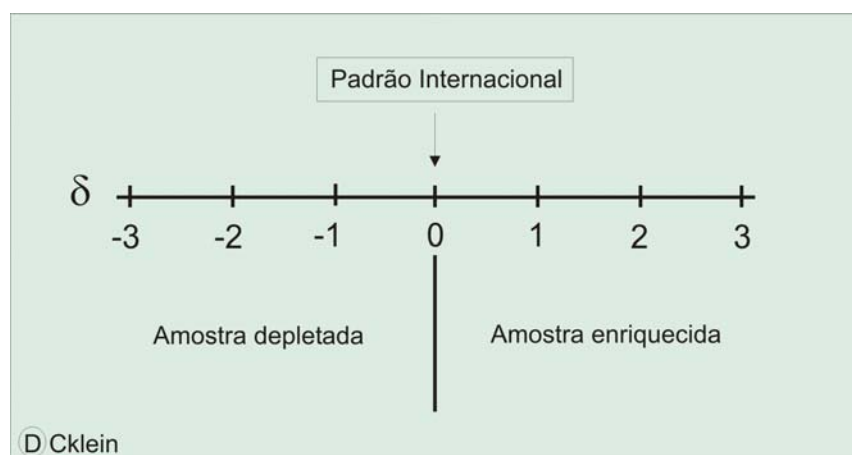 Padrão Internacional
δ
-3 -2 -1 0 1 2 3
Amostra depletada Amostra enriquecida
D Cklein